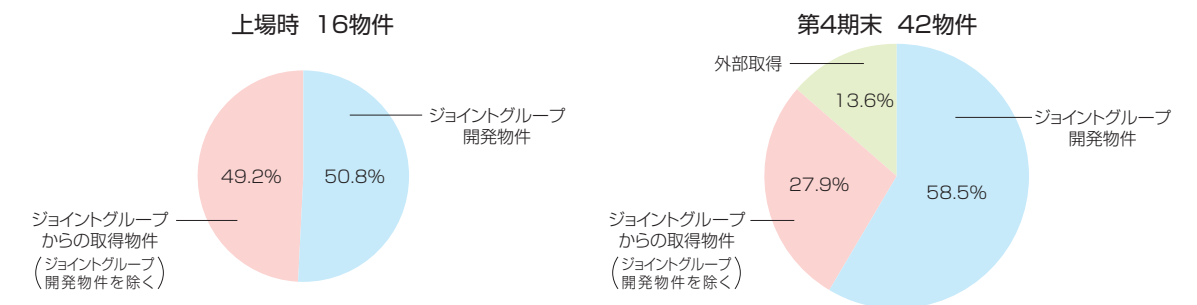 上場時 16物件
ジョイントグループ
開発物件
50.8%
49.2%
ジョイントグループ
からの取得物件
（ジョイントグループ
開発物件を除く）
第4期末 42物件
外部取得
13.6%
ジョイントグループ
開発物件
58.5%
27.9%
ジョイントグループ
からの取得物件
（ジョイントグループ
開発物件を除く）